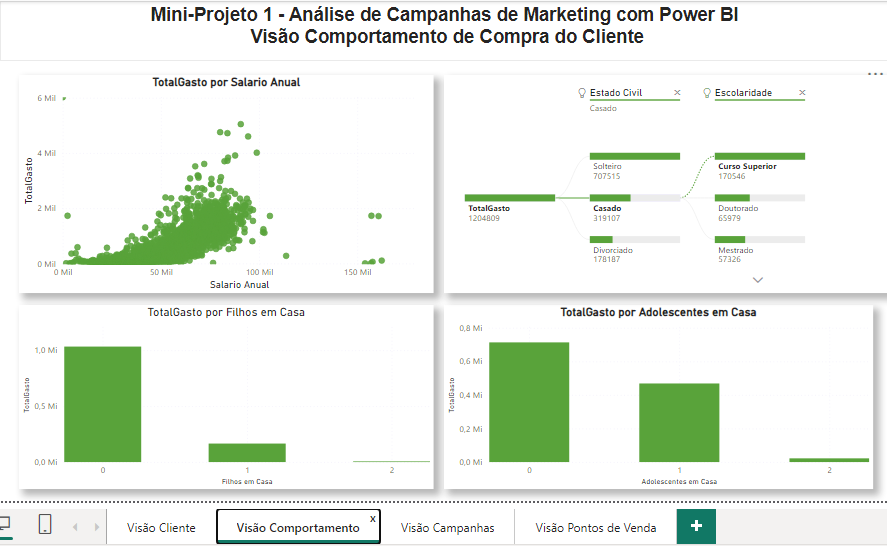 Mini-Projeto 1 - Análise de Campanhas de Marketing com Power BI
Visão Comportamento de Compra do Cliente
TotalGasto por Salario Anual
TotalGasto
6 Mil
4 Mil
2 Mil
0 Mil
0 Mil
50 Mil
100 Mil
150 Mil
Salario Anual
Estado Civil
Casado
Escolaridade
TotalGasto
1204809
Solteiro
707515
Casado
319107
Divorciado
178187
Curso Superior
170546
Doutorado
65979
Mestrado
57326
TotalGasto por Filhos em Casa
TotalGasto
1,0 Mi
0,5 Mi
0,0 Mi
0
1
2
Filhos em Casa
TotalGasto por Adolescentes em Casa
TotalGasto
0,8 Mi
0,6 Mi
0,4 Mi
0,2 Mi
0,0 Mi
0
1
2
Adolescentes em Casa
Visão Cliente
Visão Comportamento
x
Visão Campanhas
Visão Pontos de Venda
+